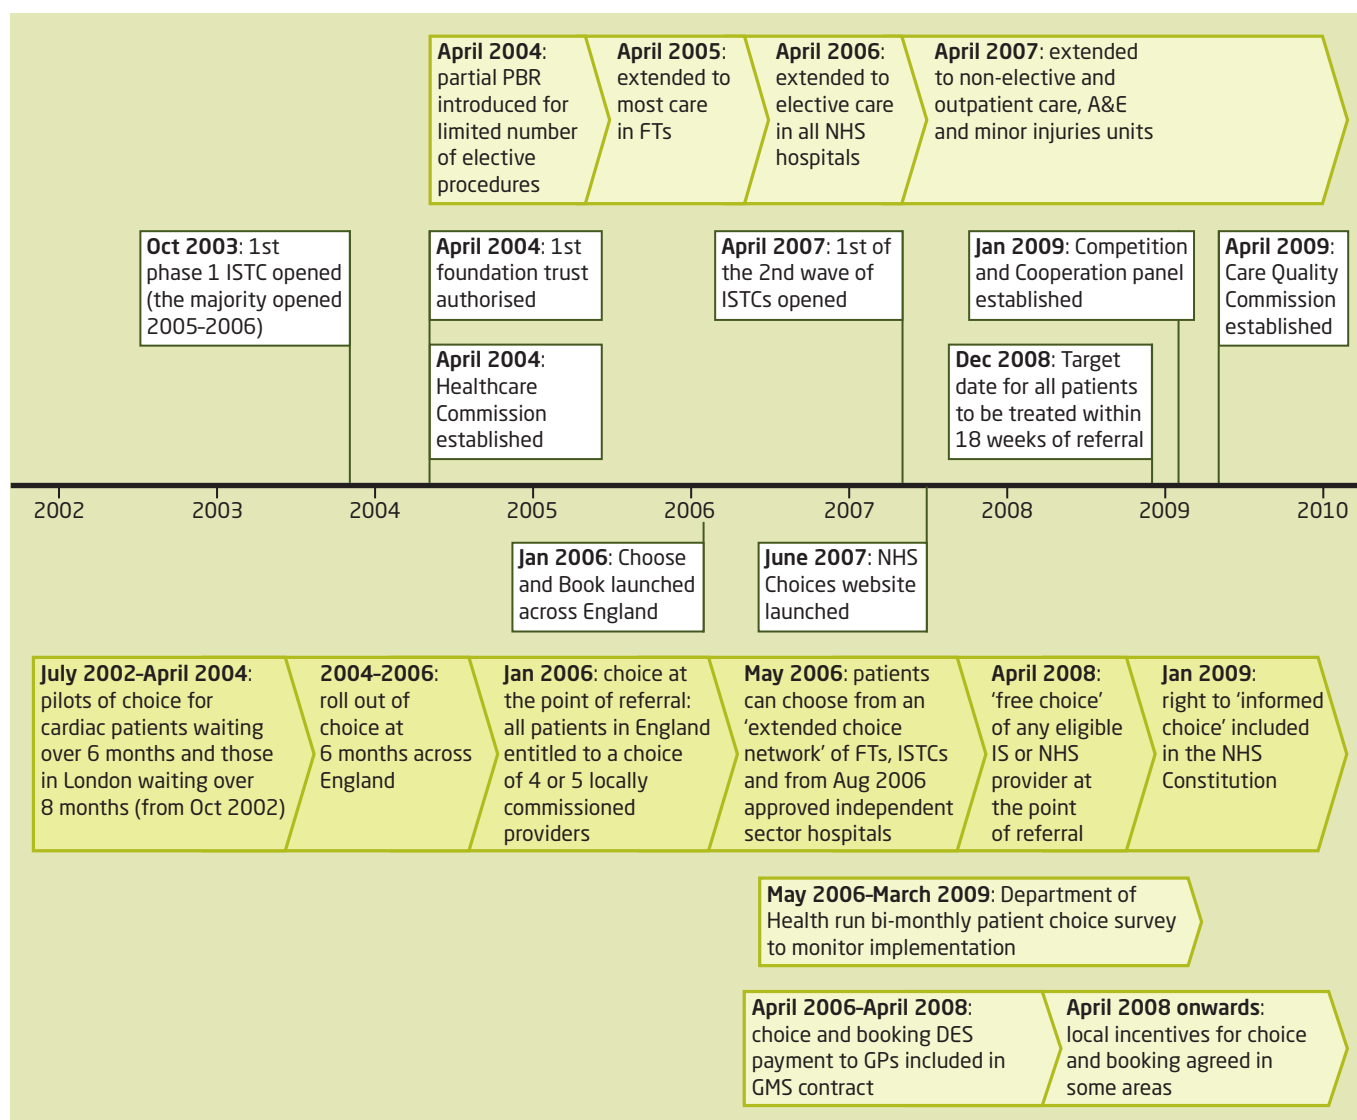 April 2004:
partial PBR
introduced for
limited number
of elective
procedures
April 2005:
extended to
most care
in FTs
April 2006:
extended to
elective care
in all NHS
hospitals
April 2007: extended
to non-elective and
outpatient care, A&E
and minor injuries units
Oct 2003: 1st
phase 1 ISTC opened
(the majority opened
2005–2006)
April 2004: 1st
foundation trust
authorised
April 2004:
Healthcare
Commission
established
April 2007: 1st of
the 2nd wave of
ISTCs opened
Jan 2009: Competition
and Cooperation panel
established
Dec 2008: Target
date for all patients
to be treated within
18 weeks of referral
April 2009:
Care Quality
Commission
established
2002 2003 2004 2005 2006 2007 2008 2009 2010
Jan 2006: Choose
and Book launched
across England
June 2007: NHS
Choices website
launched
July 2002–April 2004:
pilots of choice for
cardiac patients waiting
over 6 months and those
in London waiting over
8 months (from Oct 2002)
2004–2006:
roll out of
choice at
6 months across
England
Jan 2006: choice at
the point of referral:
all patients in England
entitled to a choice
of 4 or 5 locally
commissioned
providers
May 2006: patients
can choose from an
‘extended choice
network’ of FTs, ISTCs
and from Aug 2006
approved independent
sector hospitals
April 2008:
‘free choice’
of any eligible
IS or NHS
provider at
the point
of referral
Jan 2009:
right to ‘informed
choice’ included
in the NHS
Constitution
May 2006–March 2009: Department of
Health run bi-monthly patient choice survey
to monitor implementation
April 2006–April 2008:
choice and booking DES
payment to GPs included in
GMS contract
April 2008 onwards:
local incentives for choice
and booking agreed in
some areas